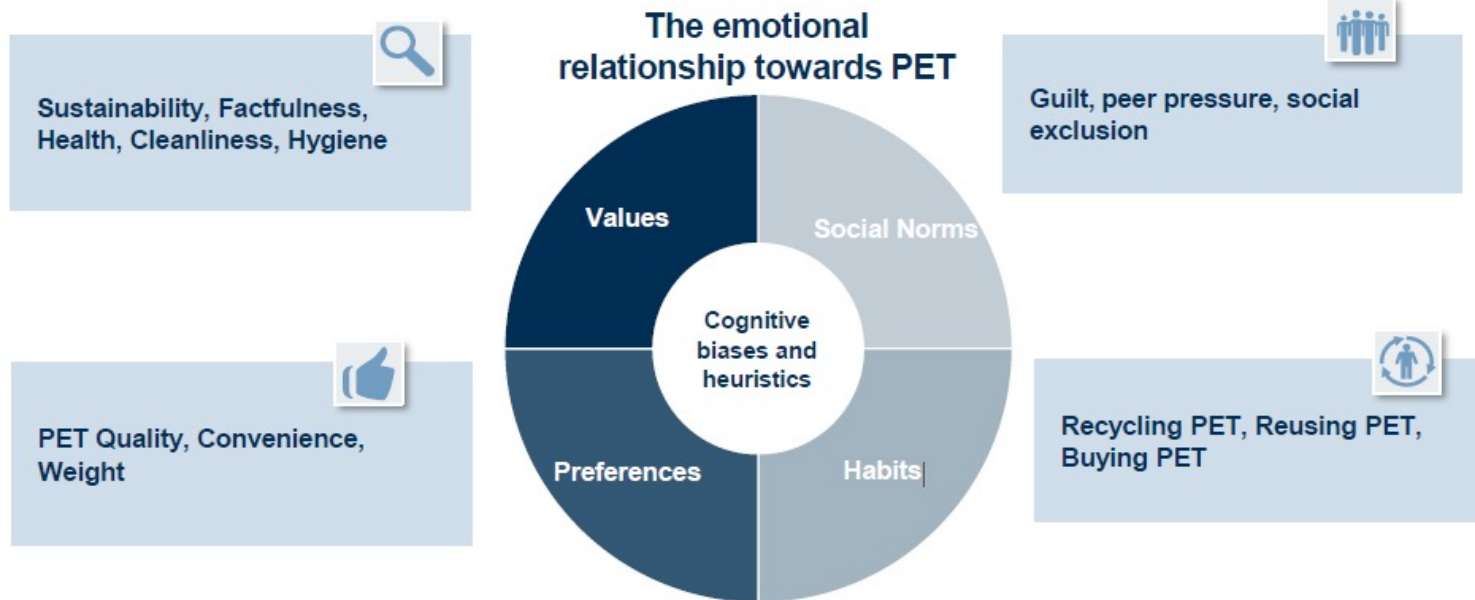 The emotional
relationship towards PET
Sustainability, Factfulness,
Health, Cleanliness, Hygiene
Guilt, peer pressure, social
exclusion
Values
Social Norms
Cognitive
biases and
heuristics
PET Quality, Convenience,
Weight
Recycling PET, Reusing PET,
Buying PET
Preferences
Habits